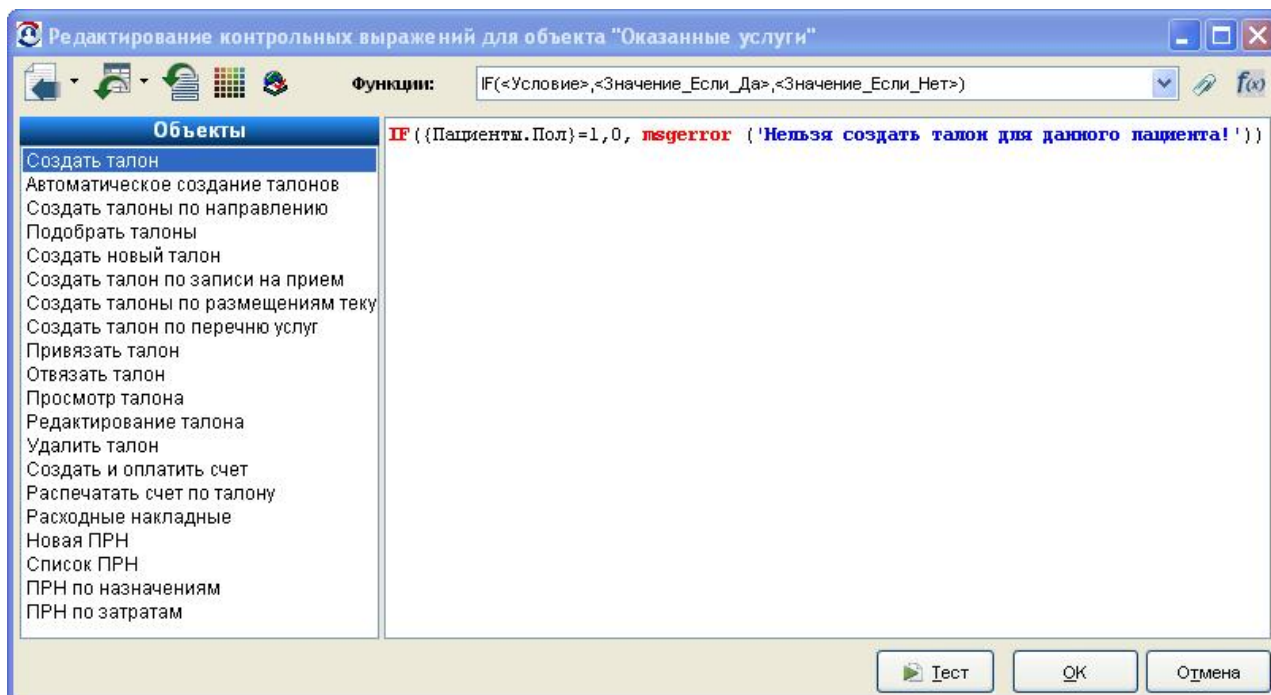 Редактирование контрольных выражений для объекта "Оказанные услуги"
Функции: IF(<Условие>,<Значение_Если_Да>,<Значение_Если_Нет>) f(x)
Объекты
IF({Пациенты.Пол}=1,0, msgerror ('Нельзя создать талон для данного пациента!'))
Создать талон
Автоматическое создание талонов
Создать талоны по направлению
Подобрать талоны
Создать новый талон
Создать талон по записи на прием
Создать талоны по размещениям теку
Создать талон по перечню услуг
Привязать талон
Отвязать талон
Просмотр талона
Редактирование талона
Удалить талон
Создать и оплатить счет
Распечатать счет по талону
Расходные накладные
Новая ПРН
Список ПРН
ПРН по назначениям
ПРН по затратам
Тест OK Отмена